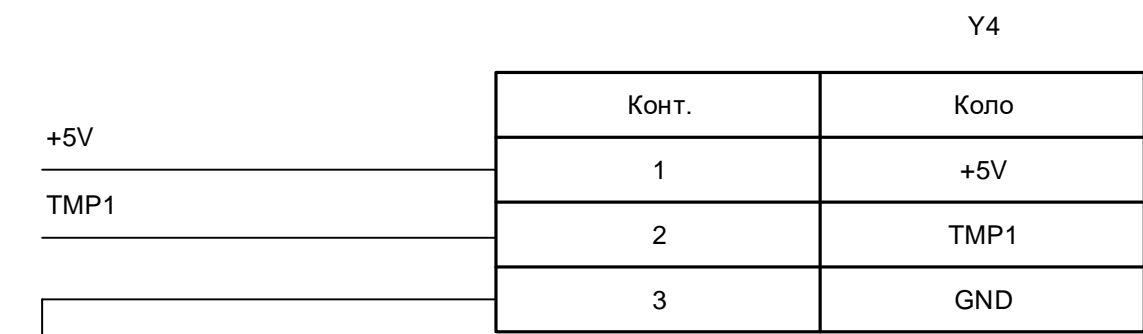 Y4
Конт. Коло
+5V
1 +5V
TMP1
2 TMP1
3 GND